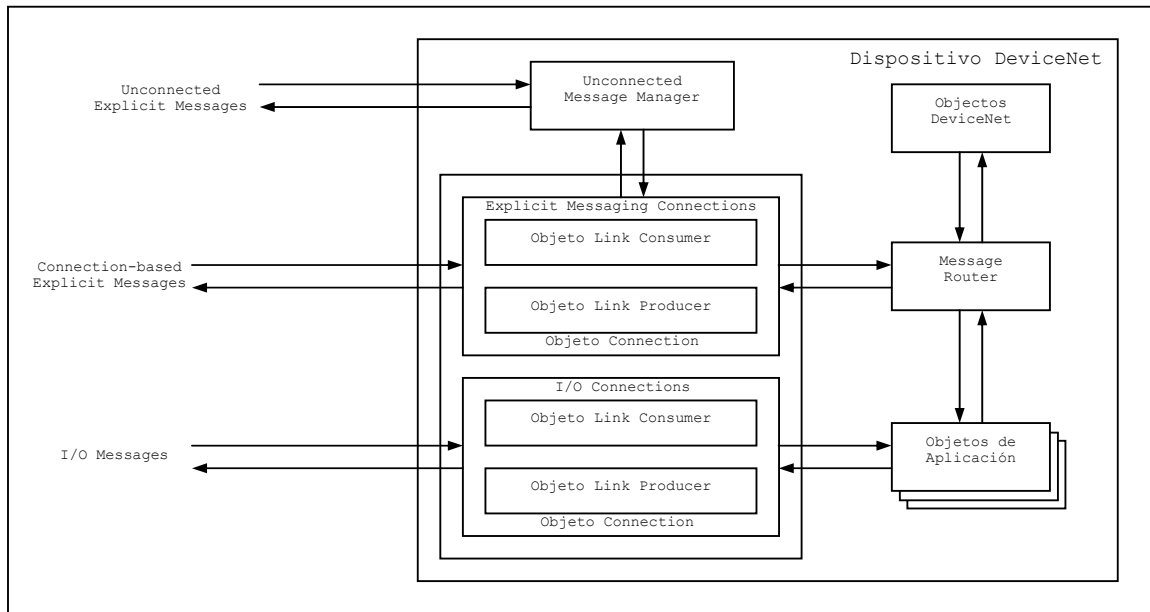 Dispositivo DeviceNet
Unconnected
Explicit Messages
Unconnected
Message Manager
Objectos
DeviceNet
Explicit Messaging Connections
Objeto Link Consumer
Connection-based
Explicit Messages
Message
Router
Objeto Link Producer
Objeto Connection
I/O Connections
Objeto Link Consumer
I/O Messages
Objetos de
Aplicación
Objeto Link Producer
Objeto Connection